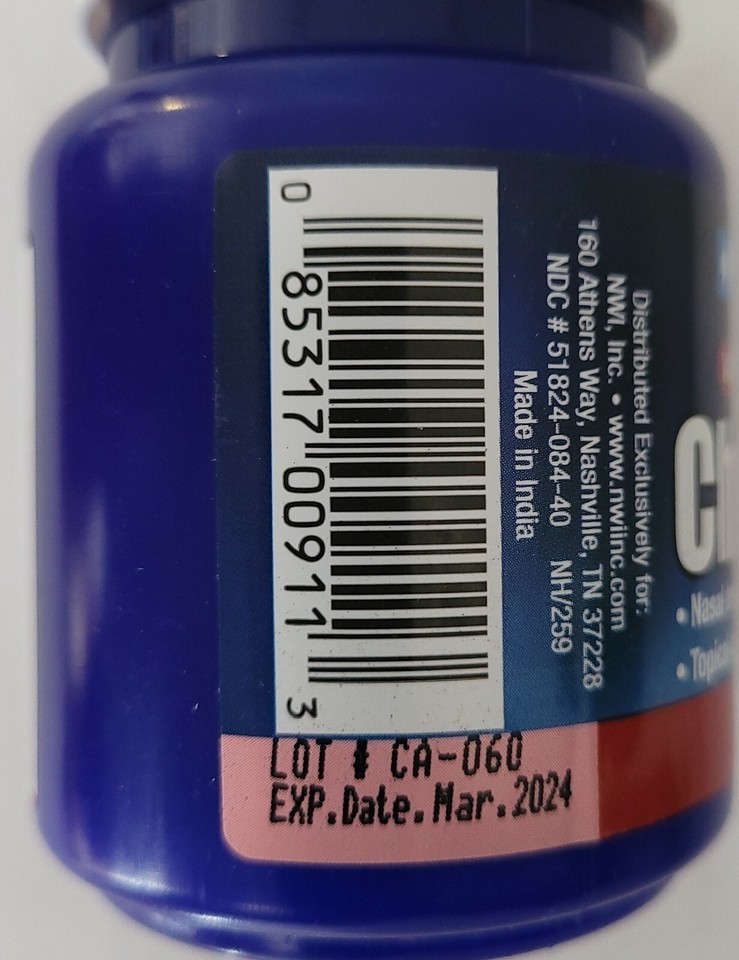 0 85317 00911 3
Distributed Exclusively for:
NWI, Inc. • www.nwiinc.com
160 Athens Way, Nashville, TN 37228
NDC # 51824-084-40 NH/259
Made in India
• Nasal
LOT # CA-060
EXP.Date.Mar.2024